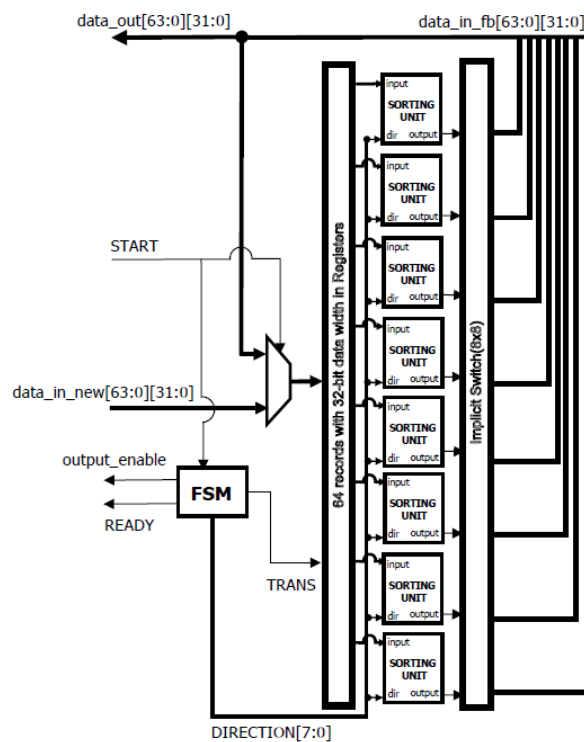 data_out[63:0][31:0]
data_in_fb[63:0][31:0]
input
SORTING
UNIT
dir output
input
SORTING
UNIT
dir output
START
input
SORTING
UNIT
dir output
64 records with 32-bit data width in Registers
Implicit Switch(8x8)
input
SORTING
UNIT
dir output
data_in_new[63:0][31:0]
input
SORTING
UNIT
dir output
output_enable
FSM
READY
TRANS
input
SORTING
UNIT
dir output
input
SORTING
UNIT
dir output
input
SORTING
UNIT
dir output
DIRECTION[7:0]